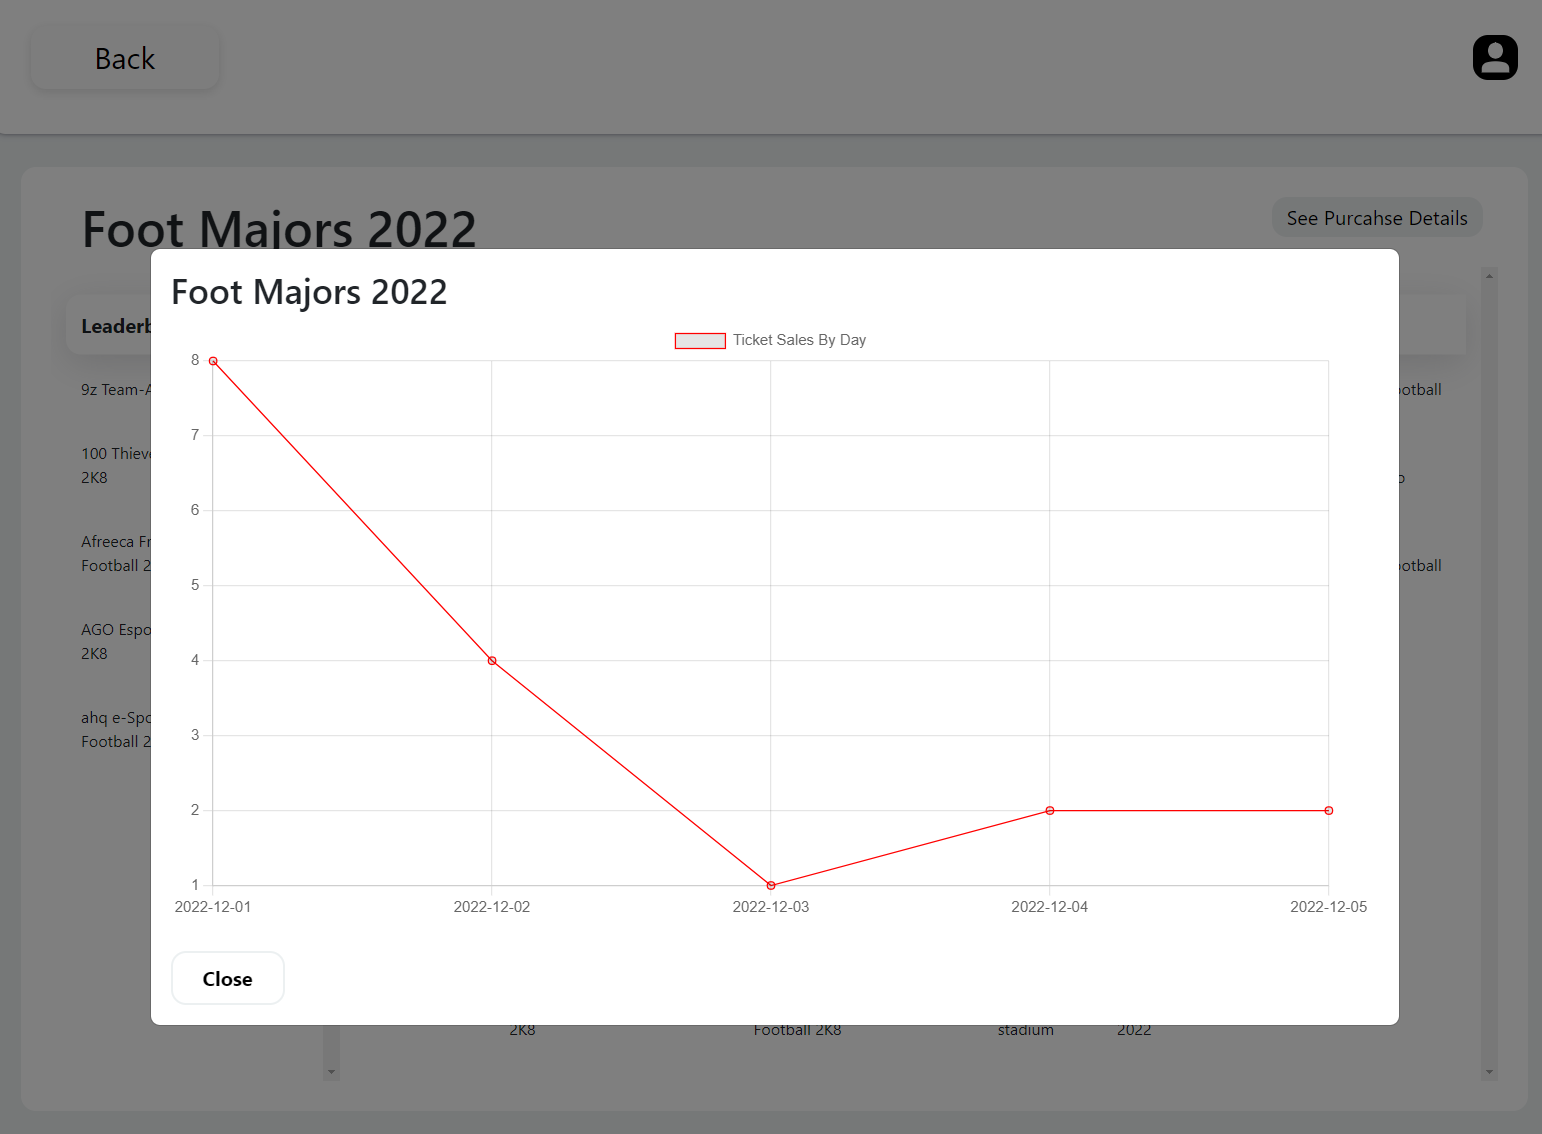 Back
Foot Majors 2022
See Purcahse Details
Foot Majors 2022
Ticket Sales By Day
8
7
6
5
4
3
2
1
2022-12-01 2022-12-02 2022-12-03 2022-12-04 2022-12-05
Close
Leaderb
9z Team-A
100 Thieve
2K8
Afreeca Fr
Football 2
AGO Espo
2K8
ahq e-Spo
Football 2
otball
o
otball
2K8 Football 2K8 stadium 2022